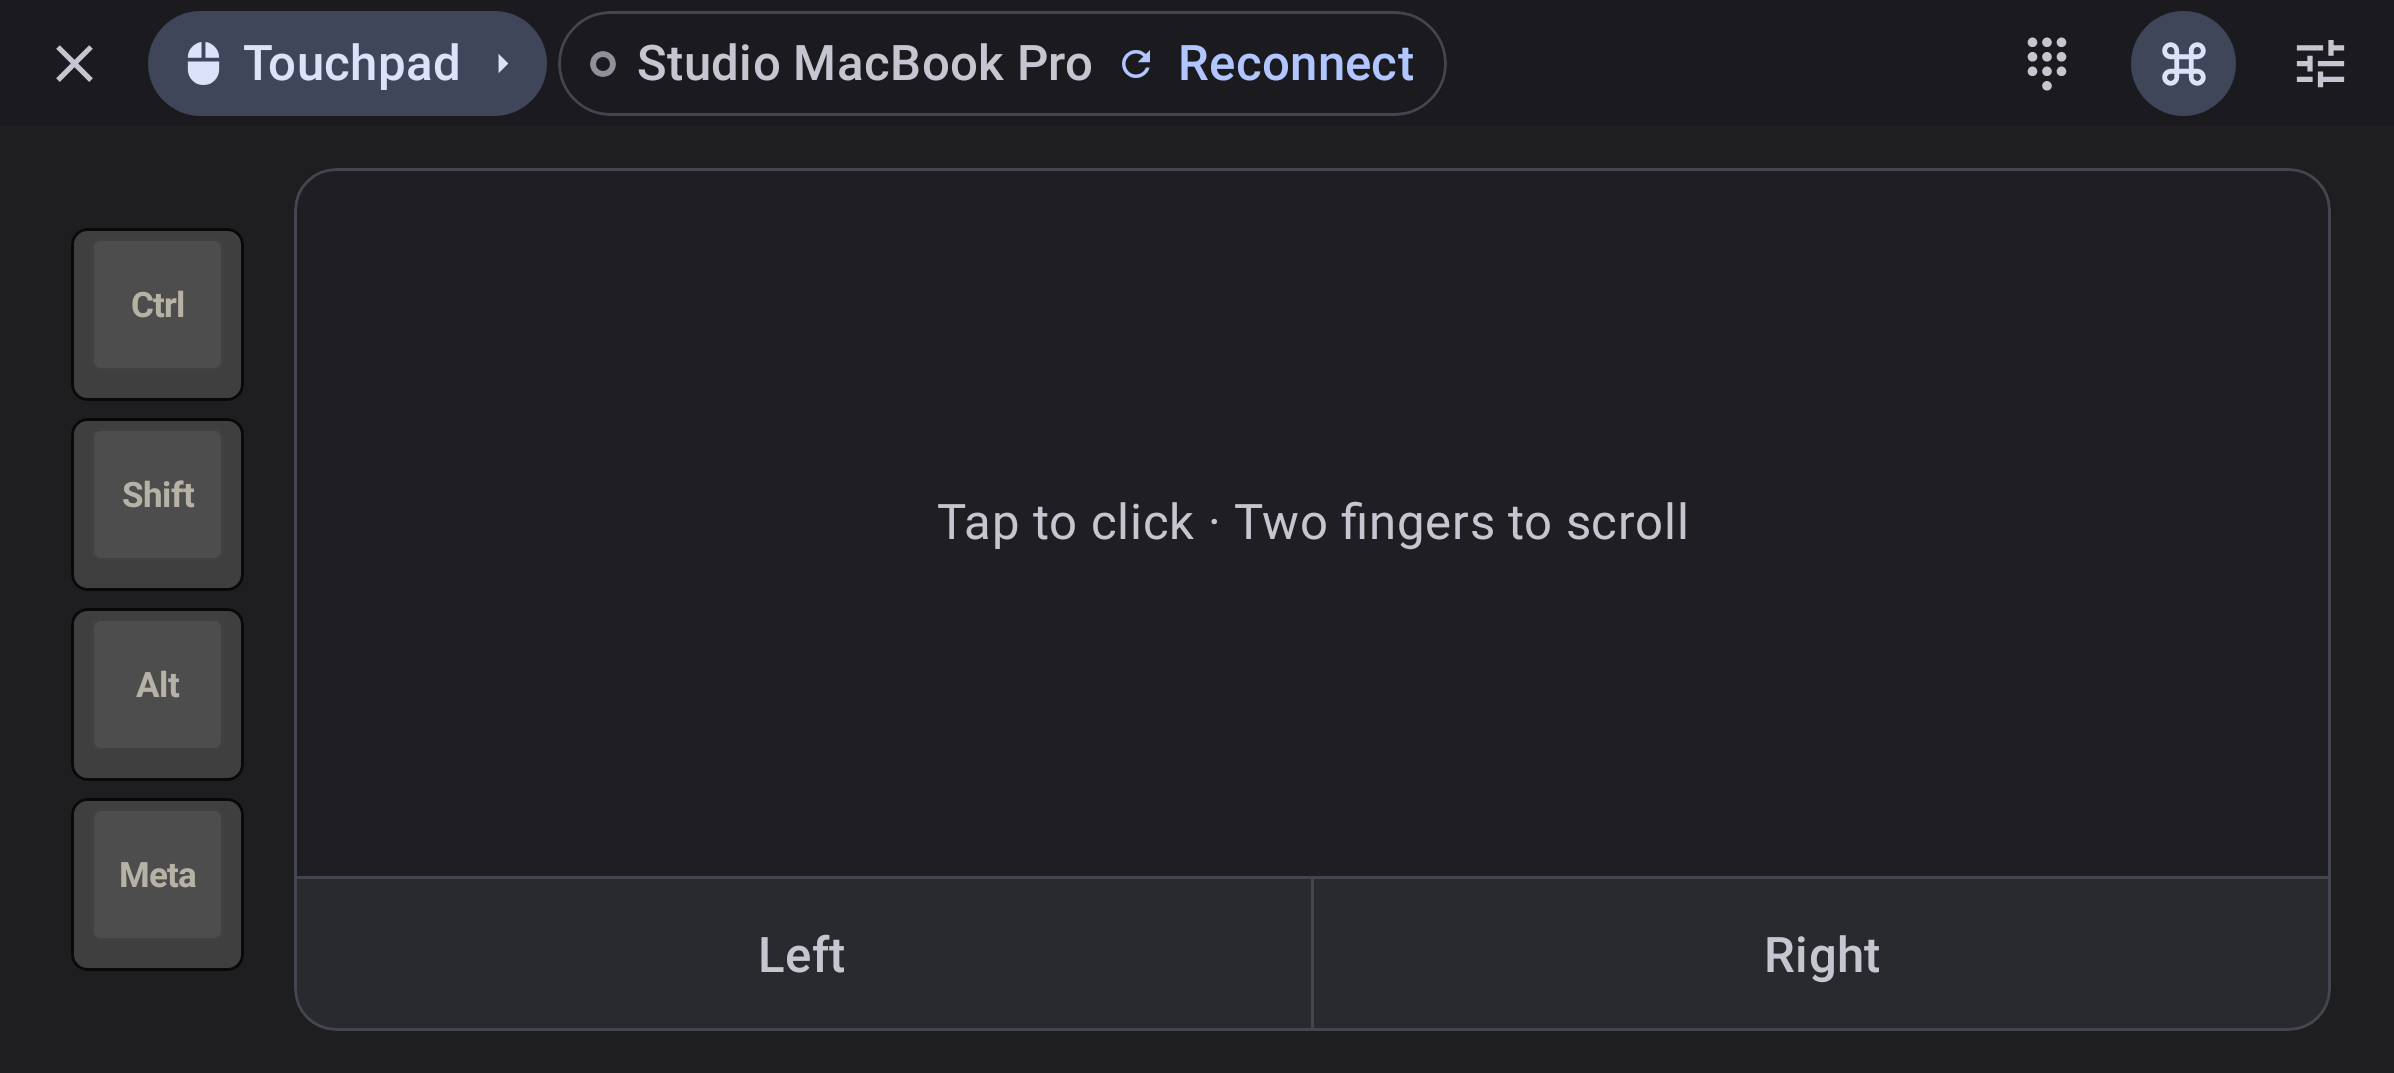 Touchpad
Studio MacBook Pro Reconnect
Ctrl
Shift
Alt
Meta
Tap to click · Two fingers to scroll
Left
Right